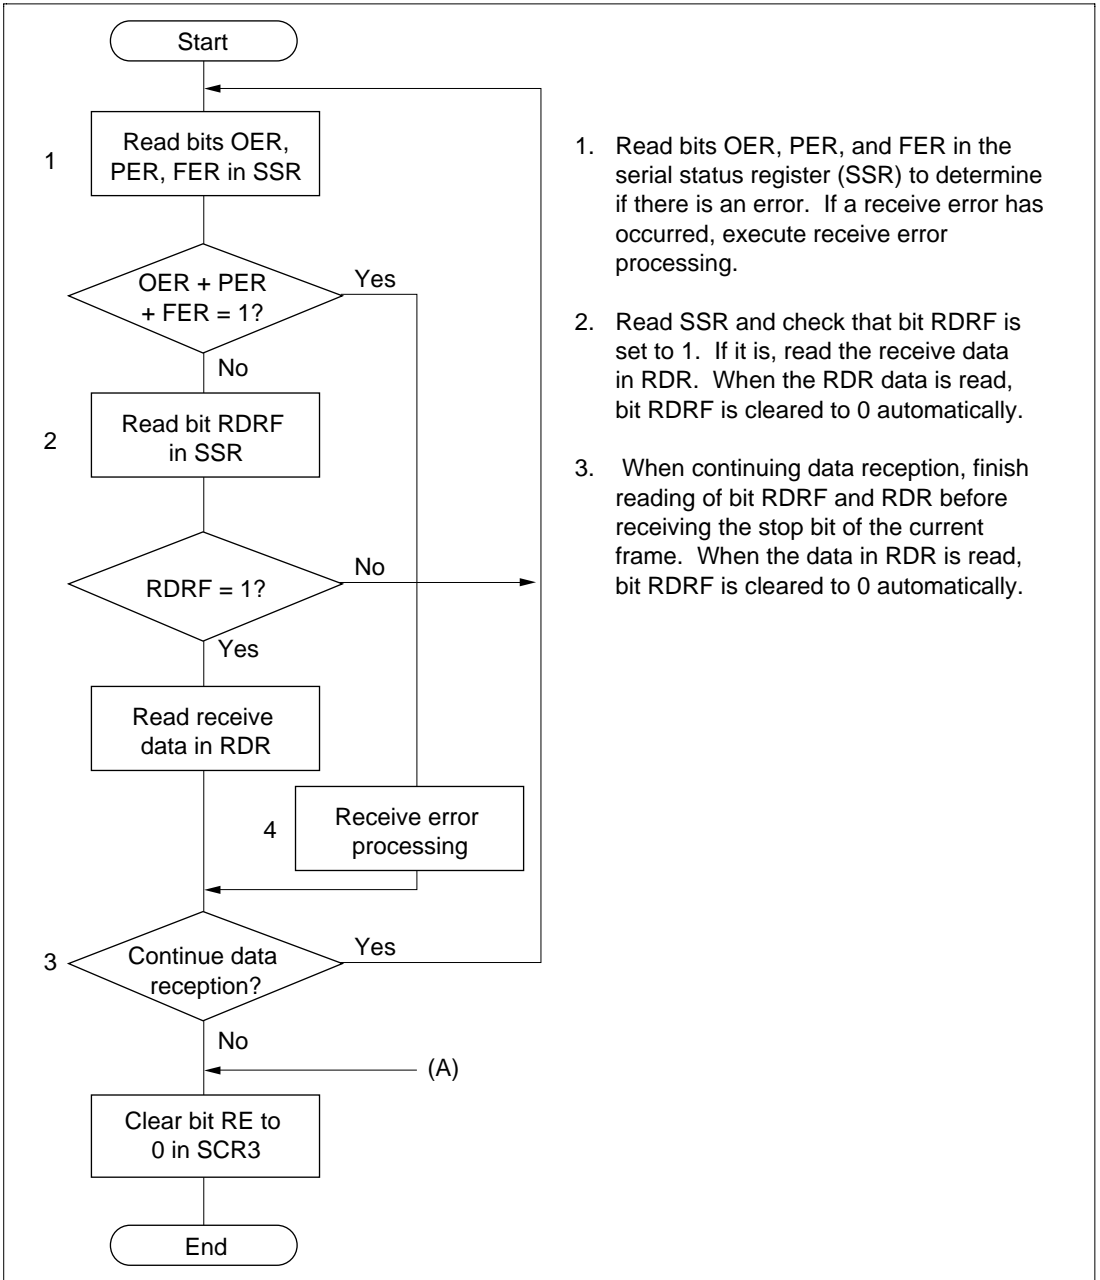 Start
1
Read bits OER,
PER, FER in SSR
OER + PER
+ FER = 1?
Yes
No
2
Read bit RDRF
in SSR
RDRF = 1?
No
Yes
Read receive
data in RDR
4
Receive error
processing
3
Continue data
reception?
Yes
No
(A)
Clear bit RE to
0 in SCR3
End
1. Read bits OER, PER, and FER in the
serial status register (SSR) to determine
if there is an error. If a receive error has
occurred, execute receive error
processing.
2. Read SSR and check that bit RDRF is
set to 1. If it is, read the receive data
in RDR. When the RDR data is read,
bit RDRF is cleared to 0 automatically.
3. When continuing data reception, finish
reading of bit RDRF and RDR before
receiving the stop bit of the current
frame. When the data in RDR is read,
bit RDRF is cleared to 0 automatically.